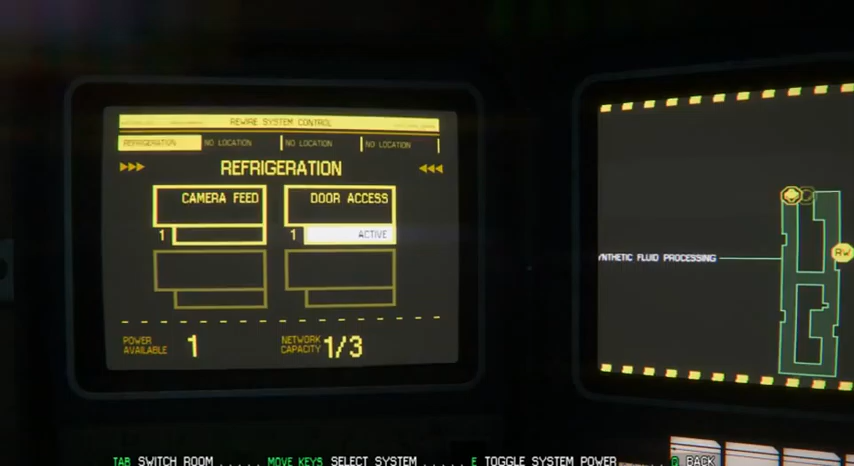 REWIRE SYSTEM CONTROL
REFRIGERATION NO LOCATION NO LOCATION NO LOCATION
REFRIGERATION
CAMERA FEED DOOR ACCESS
1 1 ACTIVE
POWER AVAILABLE 1 NETWORK CAPACITY 1/3
YNTHETIC FLUID PROCESSING
RW
TAB SWITCH ROOM ..... MOVE KEYS SELECT SYSTEM ..... E TOGGLE SYSTEM POWER ..... Q BACK